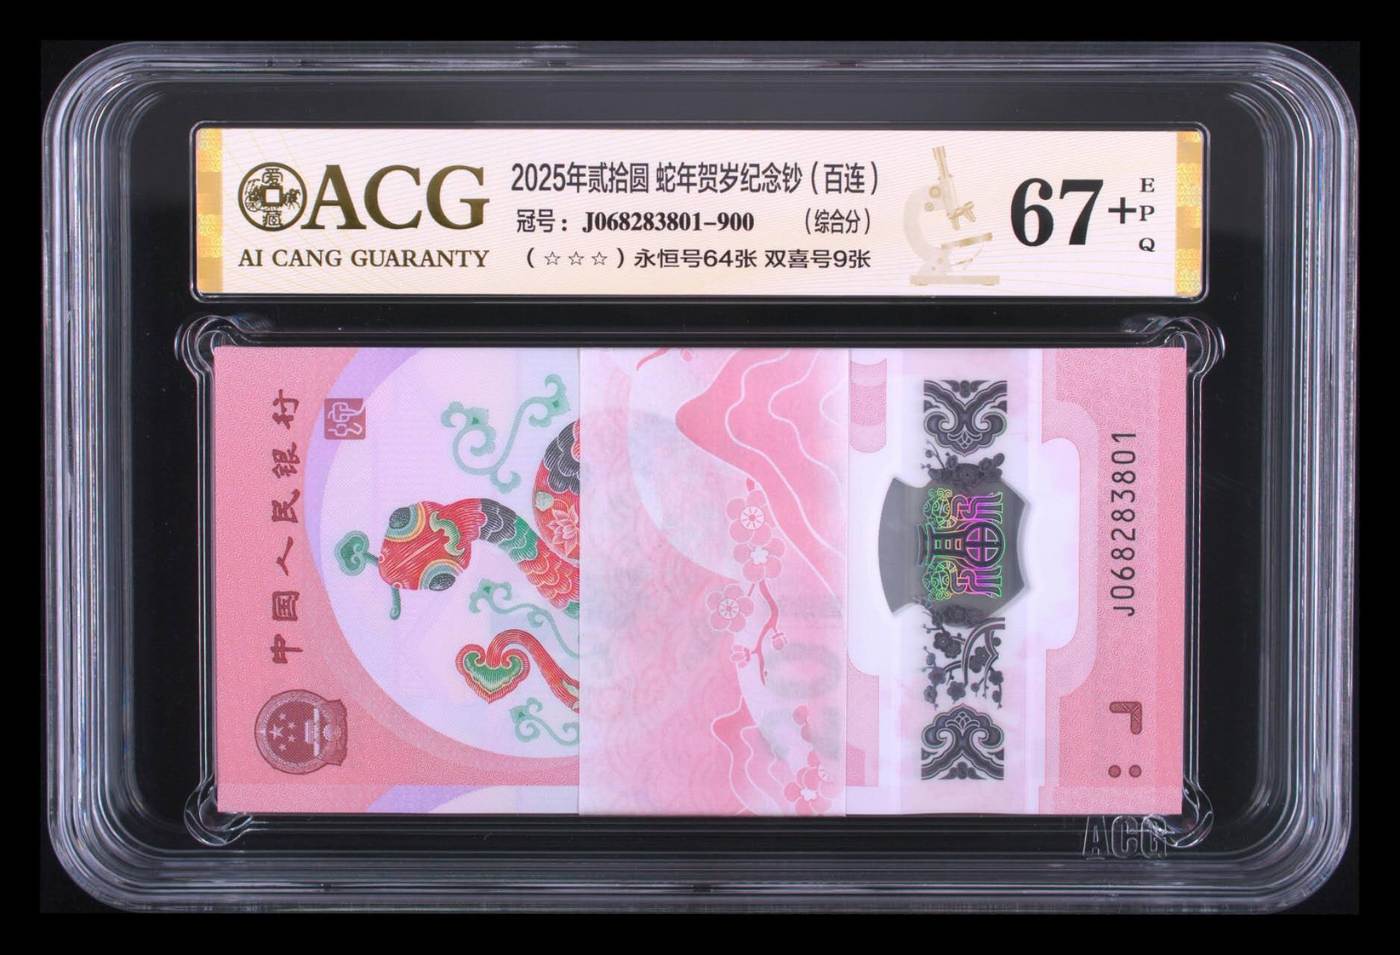 ACG
AI CANG GUARANTY
2025年贰拾圆 蛇年贺岁纪念钞(百连)
冠号: J068283801-900 (综合分)
(☆☆☆)永恒号64张 双喜号9张
67+
EPQ
中国人民银行
J068283801
ACG